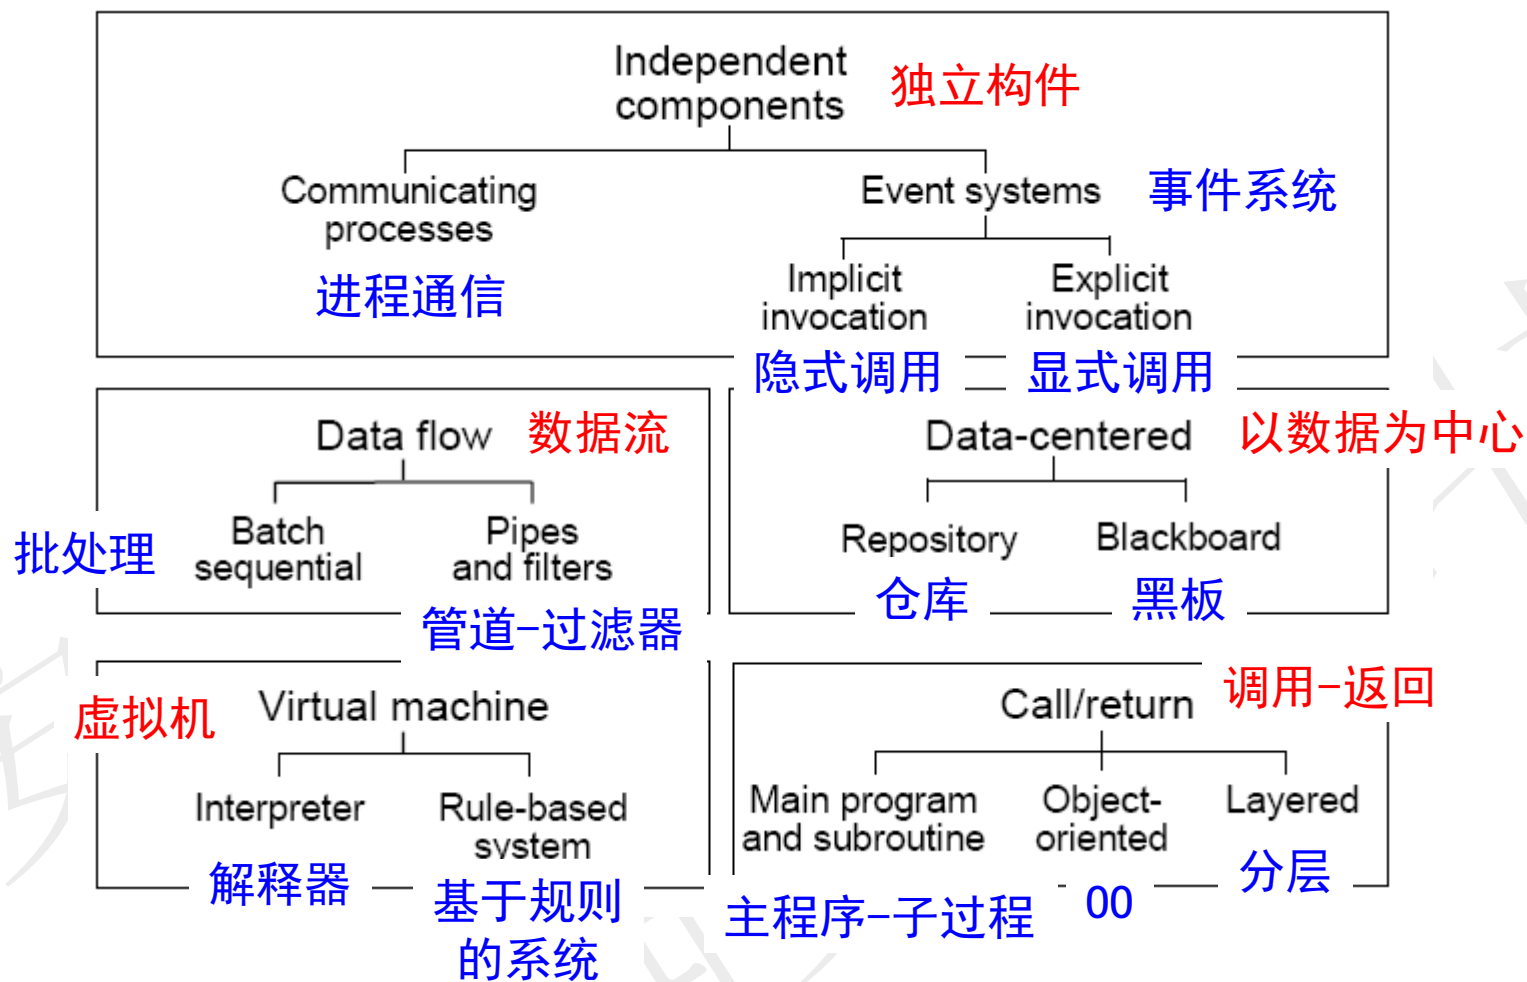 Independent
components
独立构件
Communicating
processes
进程通信
Event systems
事件系统
Implicit
invocation
隐式调用
Explicit
invocation
显式调用
Data flow
数据流
Batch
sequential
批处理
Pipes
and filters
管道-过滤器
Data-centered
以数据为中心
Repository
仓库
Blackboard
黑板
Virtual machine
虚拟机
Interpreter
解释器
Rule-based
system
基于规则
的系统
Call/return
调用-返回
Main program
and subroutine
主程序-子过程
Object-
oriented
OO
Layered
分层